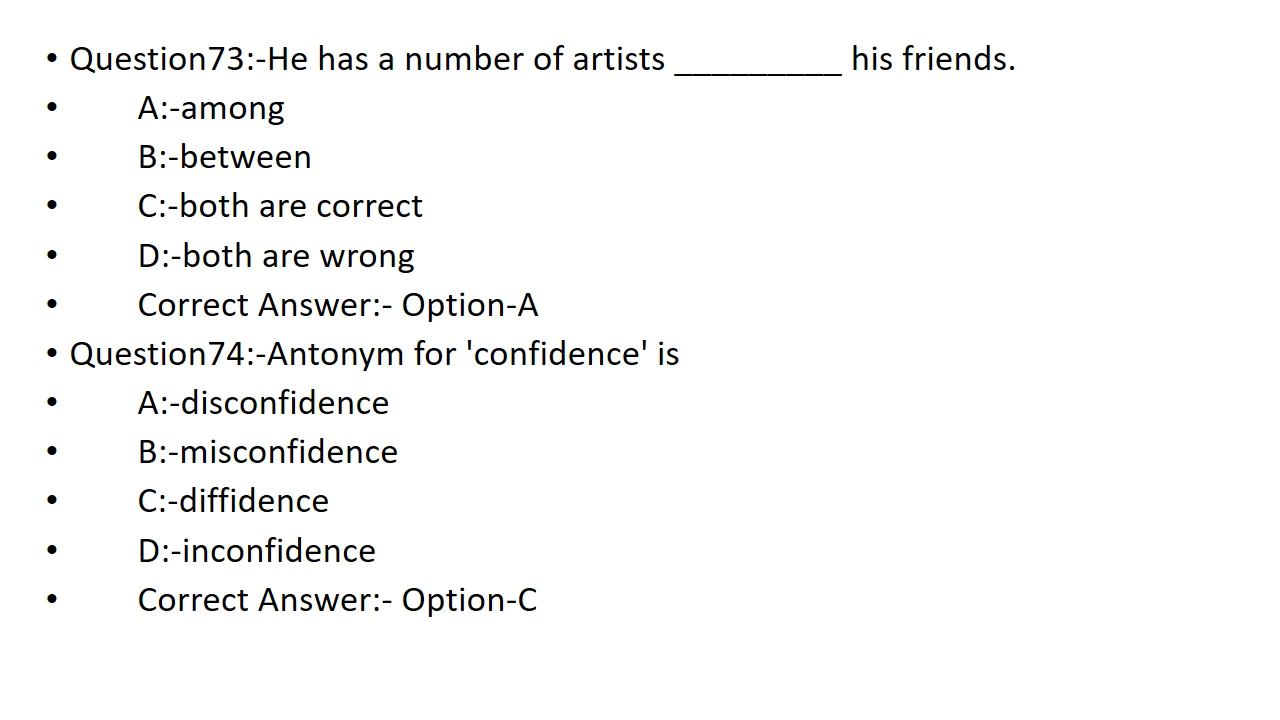 • Question73:-He has a number of artists _________ his friends.
• A:-among
• B:-between
• C:-both are correct
• D:-both are wrong
• Correct Answer:- Option-A
• Question74:-Antonym for 'confidence' is
• A:-disconfidence
• B:-misconfidence
• C:-diffidence
• D:-inconfidence
• Correct Answer:- Option-C